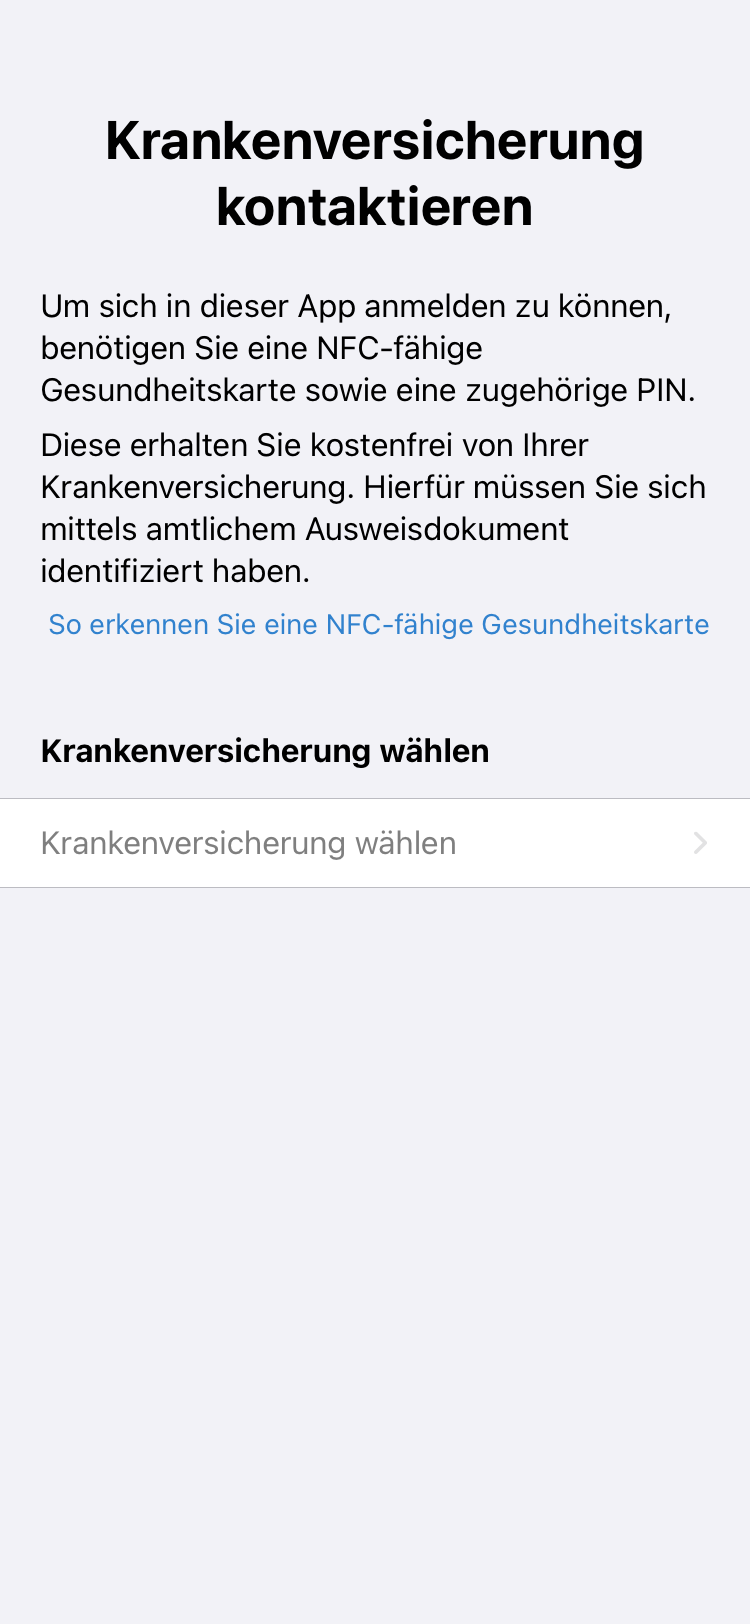 Krankenversicherung
kontaktieren
Um sich in dieser App anmelden zu können,
benötigen Sie eine NFC-fähige
Gesundheitskarte sowie eine zugehörige PIN.
Diese erhalten Sie kostenfrei von Ihrer
Krankenversicherung. Hierfür müssen Sie sich
mittels amtlichem Ausweisdokument
identifiziert haben.
So erkennen Sie eine NFC-fähige Gesundheitskarte
Krankenversicherung wählen
Krankenversicherung wählen